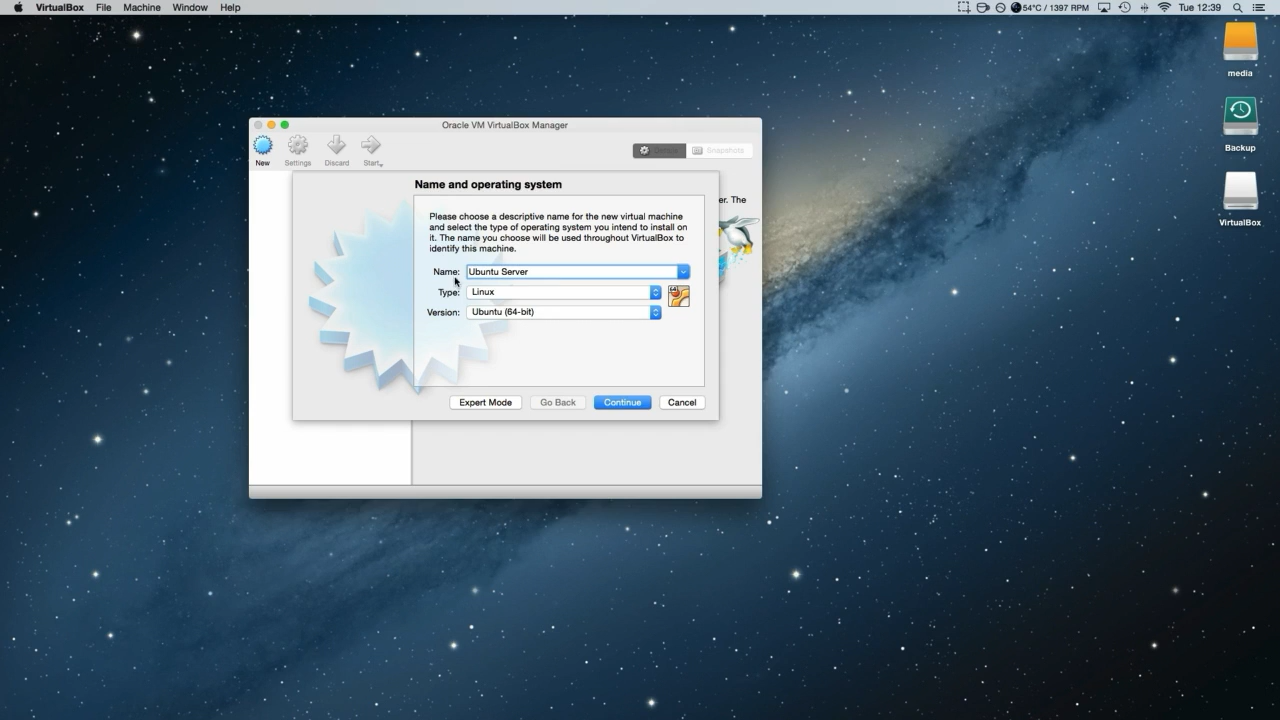 VirtualBox File Machine Window Help
54°C / 1397 RPM Tue 12:39
media
Backup
VirtualBox
Oracle VM VirtualBox Manager
New Settings Discard Start
Snapshots
Name and operating system
er. The
Please choose a descriptive name for the new virtual machine
and select the type of operating system you intend to install on
it. The name you choose will be used throughout VirtualBox to
identify this machine.
Name: Ubuntu Server
Type: Linux
64
Version: Ubuntu (64-bit)
Expert Mode Go Back Continue Cancel